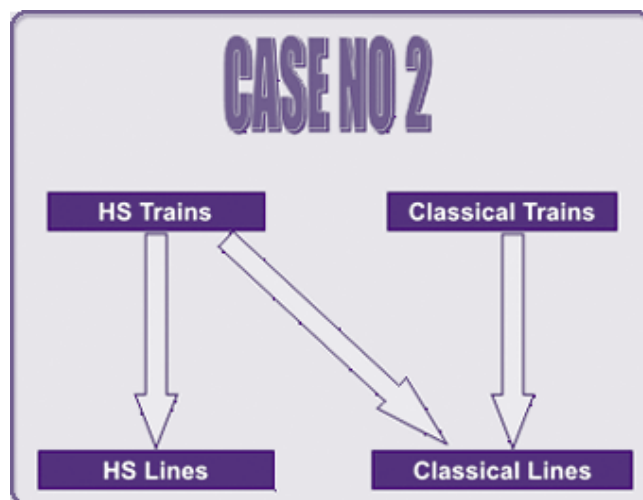 CASE NO 2
HS Trains
Classical Trains
HS Lines
Classical Lines